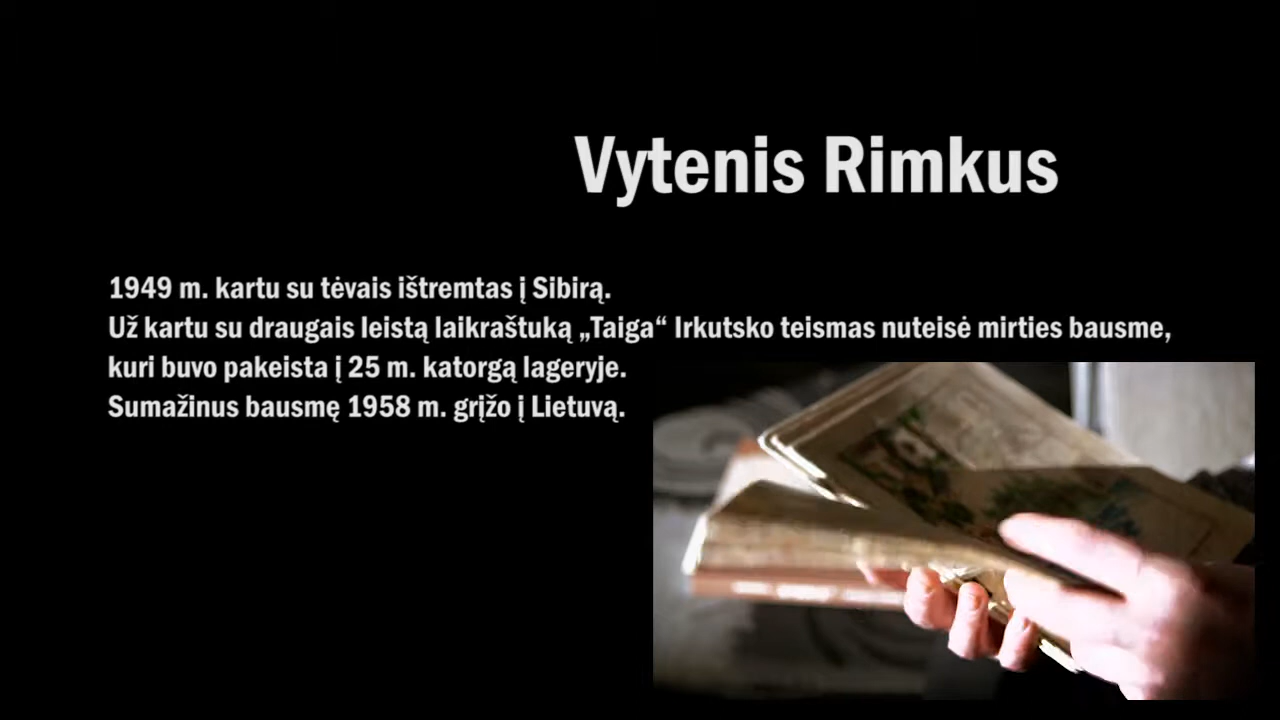 Vytenis Rimkus
1949 m. kartu su tėvais ištremtas į Sibirą.
Už kartu su draugais leistą laikraštuką „Taiga“ Irkutsko teismas nuteisė mirties bausme,
kuri buvo pakeista į 25 m. katorgą lageryje.
Sumažinus bausmę 1958 m. grįžo į Lietuvą.